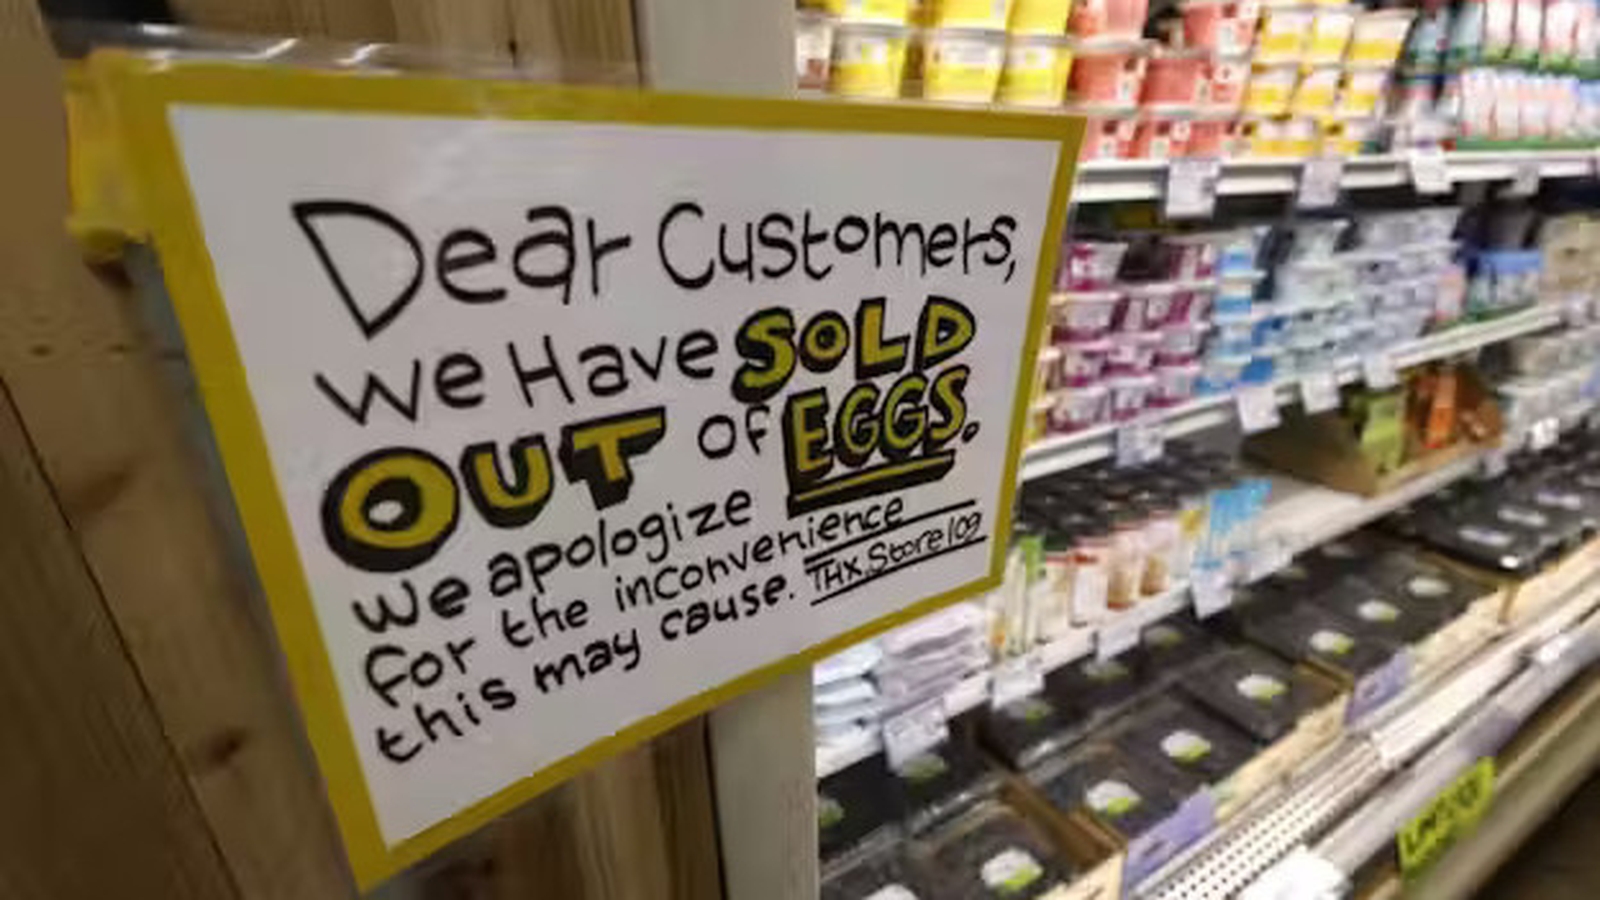 Dear Customers,
we Have SOLD
OUT of EGGS.
we apologize
for the inconvenience
this may cause. THX. Store 109